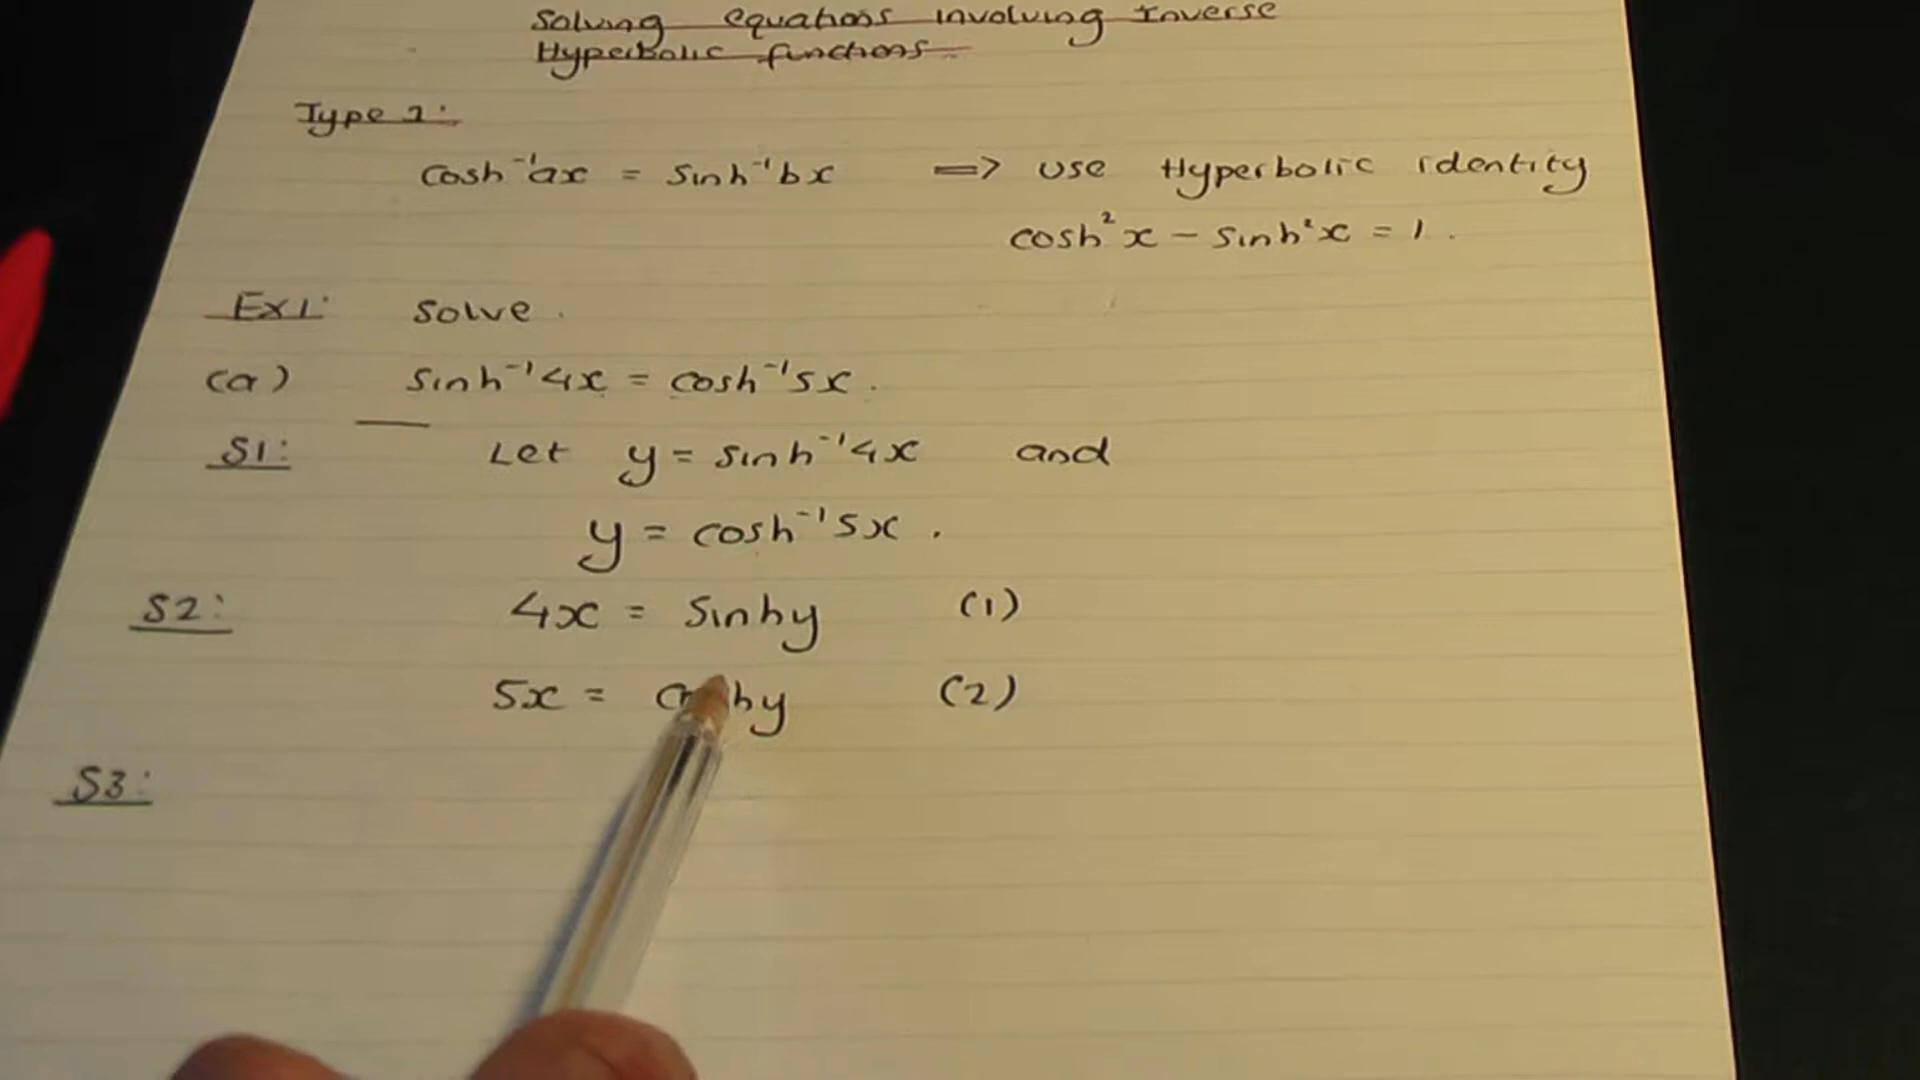 Solving equations involving Inverse
Hyperbolic functions.
Type 1:
cosh⁻¹ax = sinh⁻¹bx => use Hyperbolic identity
cosh²x - sinh²x = 1.
Ex1: Solve.
(a) sinh⁻¹4x = cosh⁻¹5x.
S1: Let y = sinh⁻¹4x and
y = cosh⁻¹5x.
S2: 4x = sinhy (1)
5x = hy (2)
S3: